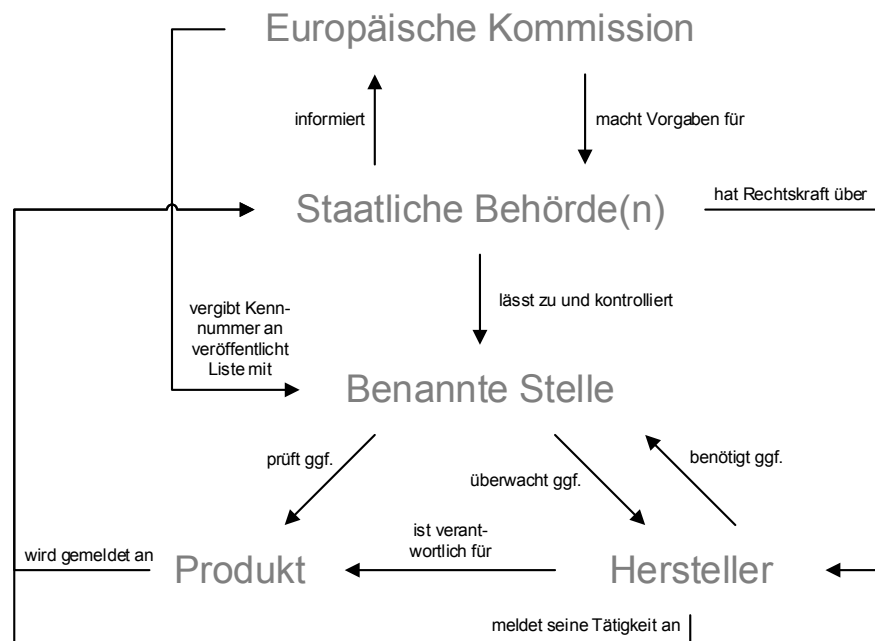 Europäische Kommission
informiert
macht Vorgaben für
Staatliche Behörde(n)
hat Rechtskraft über
lässt zu und kontrolliert
vergibt Kenn-
nummer an
veröffentlicht
Liste mit
Benannte Stelle
prüft ggf.
überwacht ggf.
benötigt ggf.
ist verant-
wortlich für
wird gemeldet an
Produkt
Hersteller
meldet seine Tätigkeit an